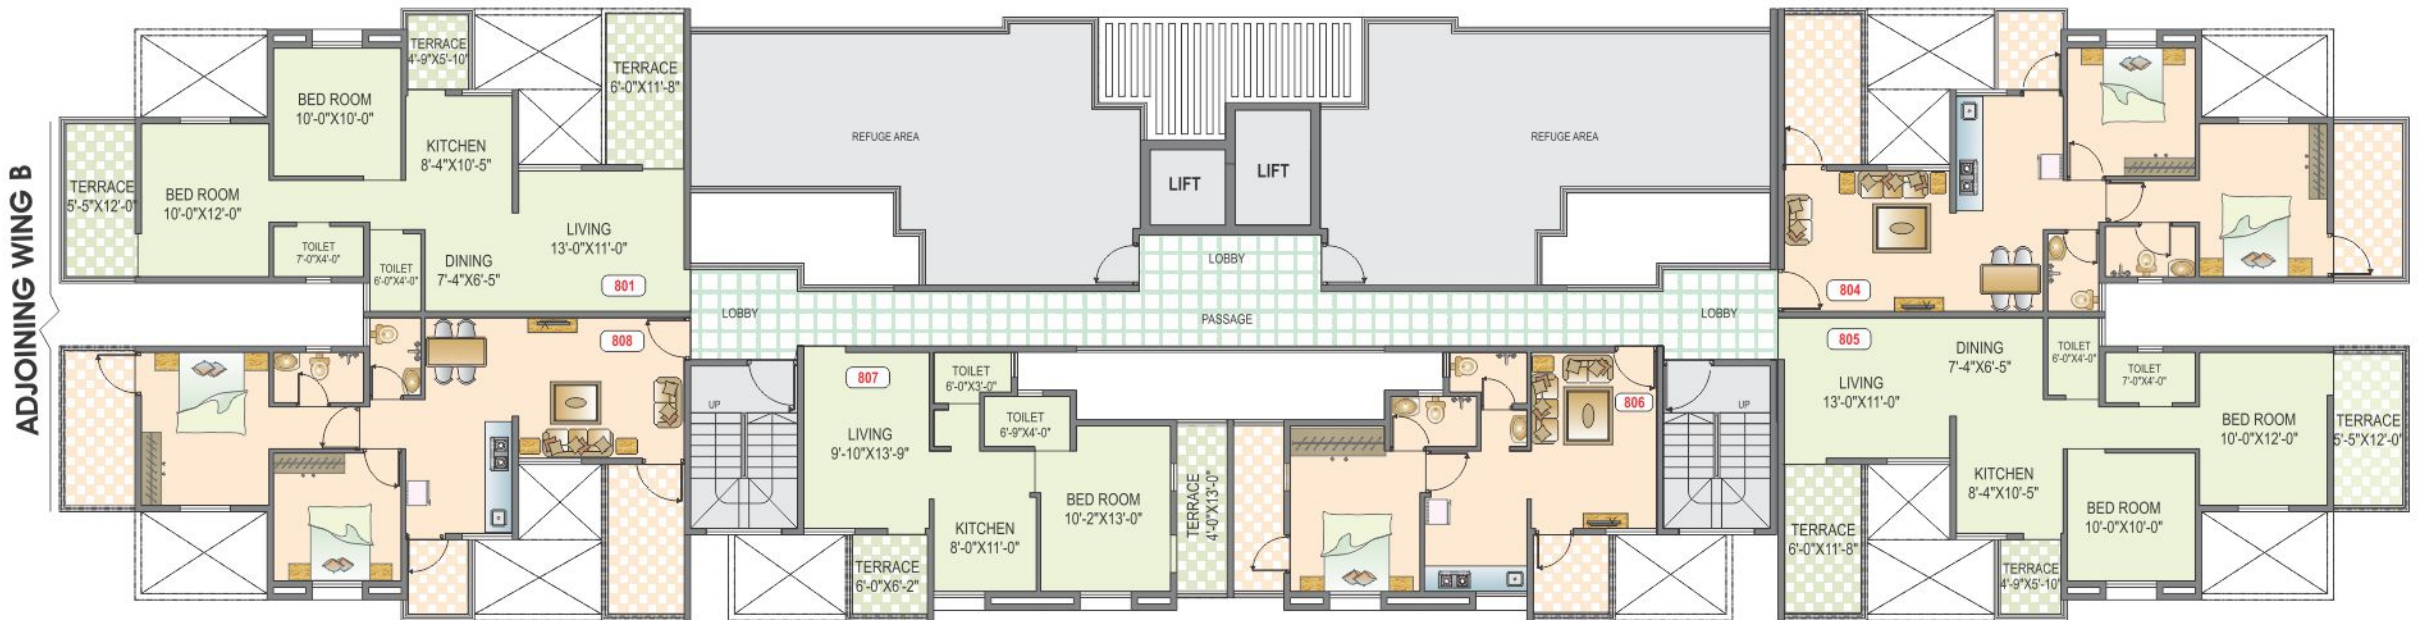 ADJOINING WING B
TERRACE
4'-9"X5'-10"
TERRACE
6'-0"X11'-8"
BED ROOM
10'-0"X10'-0"
KITCHEN
8'-4"X10'-5"
TERRACE
5'-5"X12'-0"
BED ROOM
10'-0"X12'-0"
TOILET
7'-0"X4'-0"
TOILET
6'-0"X4'-0"
DINING
7'-4"X6'-5"
LIVING
13'-0"X11'-0"
801
808
REFUGE AREA
LIFT
LIFT
REFUGE AREA
LOBBY
LOBBY
PASSAGE
LOBBY
UP
807
LIVING
9'-10"X13'-9"
TOILET
6'-0"X3'-0"
TOILET
6'-9"X4'-0"
KITCHEN
8'-0"X11'-0"
BED ROOM
10'-2"X13'-0"
TERRACE
4'-0"X13'-0"
TERRACE
6'-0"X6'-2"
806
UP
804
805
LIVING
13'-0"X11'-0"
DINING
7'-4"X6'-5"
TOILET
6'-0"X4'-0"
TOILET
7'-0"X4'-0"
BED ROOM
10'-0"X12'-0"
TERRACE
5'-5"X12'-0"
KITCHEN
8'-4"X10'-5"
BED ROOM
10'-0"X10'-0"
TERRACE
6'-0"X11'-8"
TERRACE
4'-9"X5'-10"